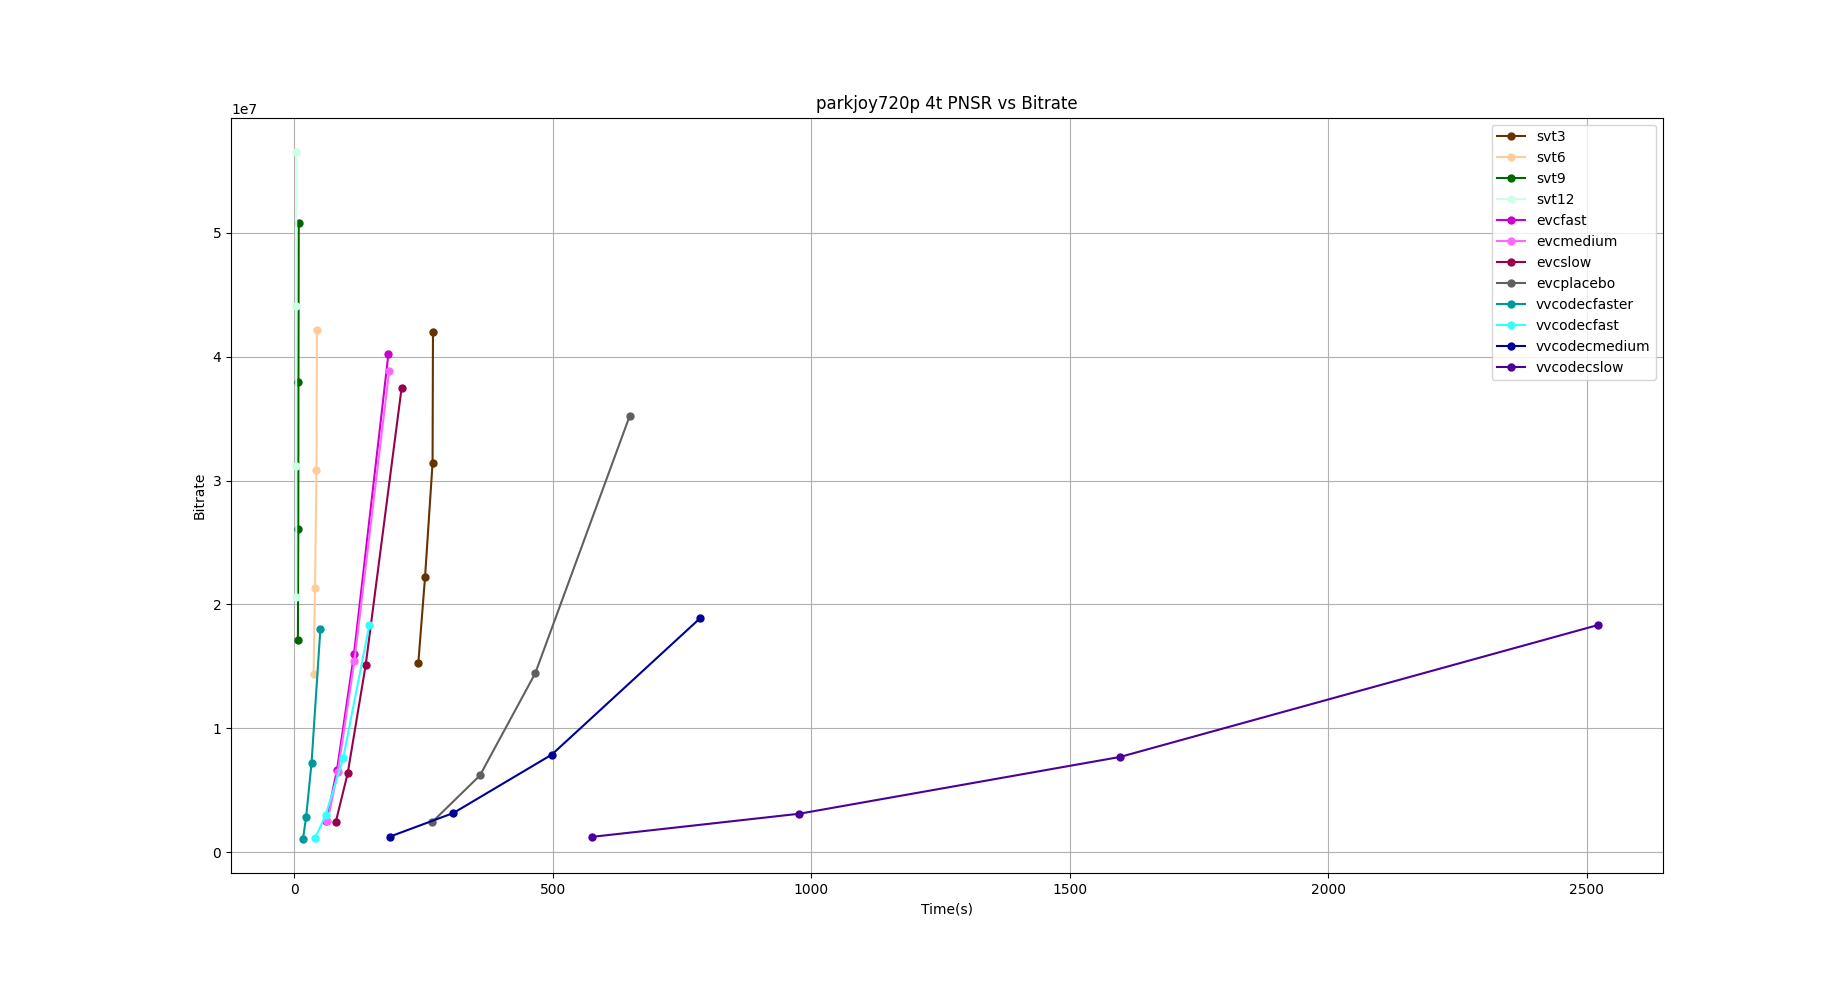 parkjoy720p 4t PNSR vs Bitrate
1e7
svt3
svt6
svt9
svt12
evcfast
evcmedium
evcslow
evcplacebo
vvcodecfaster
vvcodecfast
vvcodecmedium
vvcodecslow
5
4
3
2
1
0
Bitrate
0 500 1000 1500 2000 2500
Time(s)